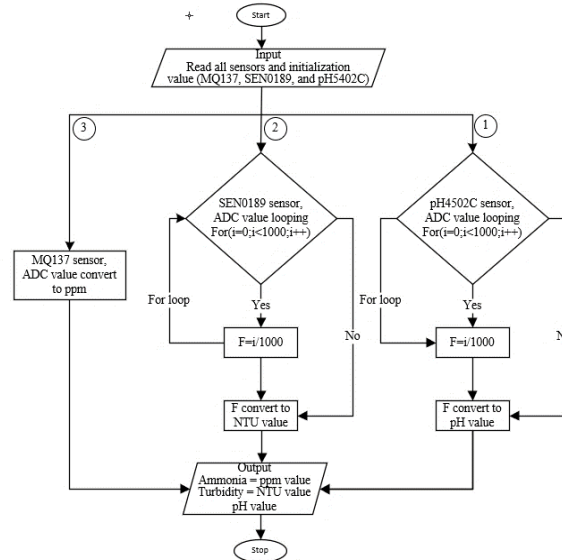 Start
Input
Read all sensors and initialization
value (MQ137, SEN0189, and pH5402C)
3
2
1
SEN0189 sensor,
ADC value looping
For(i=0;i<1000;i++)
pH4502C sensor,
ADC value looping
For(i=0;i<1000;i++)
MQ137 sensor,
ADC value convert
to ppm
For loop
Yes
For loop
Yes
No
F=i/1000
F=i/1000
F convert to
NTU value
F convert to
pH value
Output
Ammonia = ppm value
Turbidity = NTU value
pH value
Stop